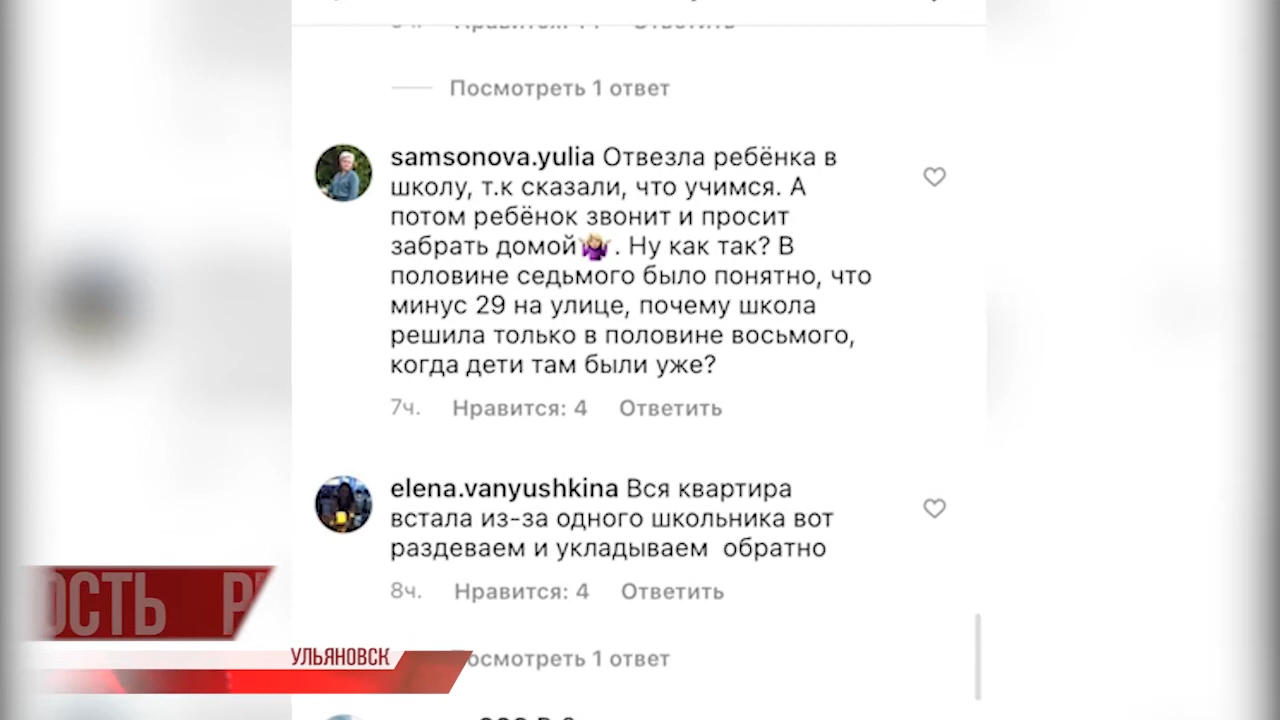 Посмотреть 1 ответ
samsonova.yulia Отвезла ребёнка в
школу, т.к сказали, что учимся. А
потом ребёнок звонит и просит
забрать домой🤷🏼‍♀️. Ну как так? В
половине седьмого было понятно, что
минус 29 на улице, почему школа
решила только в половине восьмого,
когда дети там были уже?
7ч. Нравится: 4 Ответить
elena.vanyushkina Вся квартира
встала из-за одного школьника вот
раздеваем и укладываем обратно
8ч. Нравится: 4 Ответить
ОСТЬ
УЛЬЯНОВСК
осмотреть 1 ответ